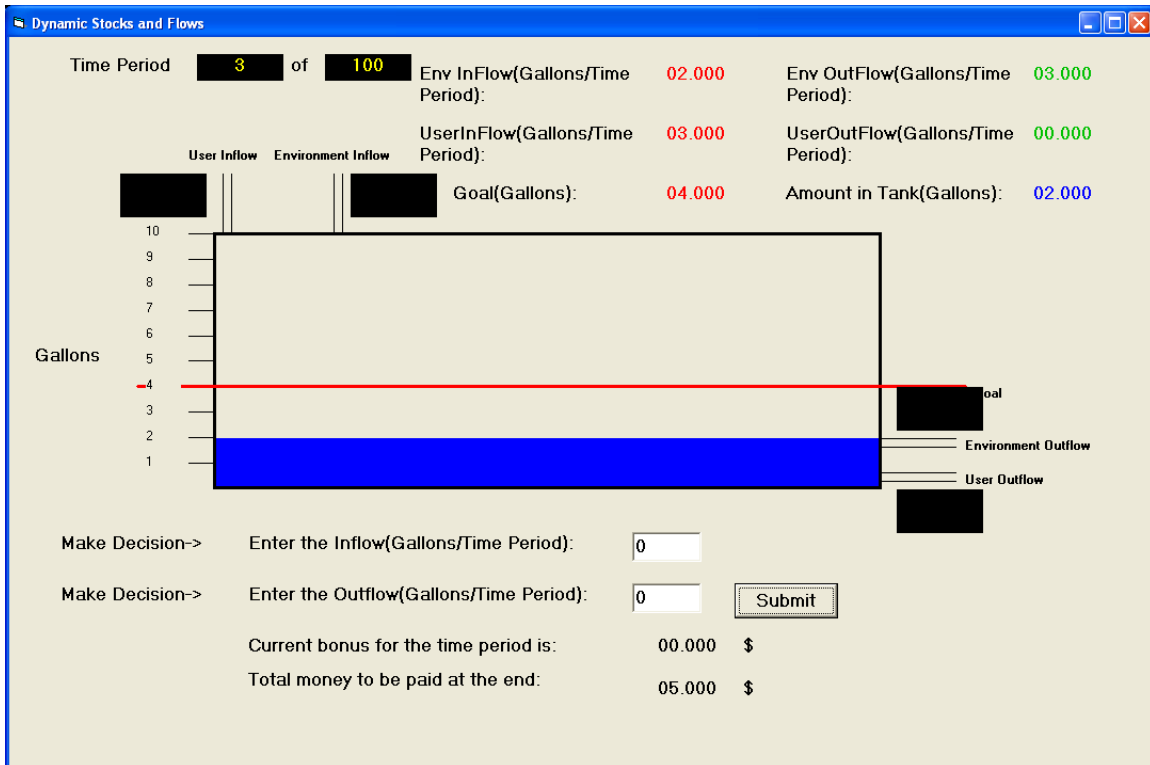 Dynamic Stocks and Flows
Time Period 3 of 100
Env InFlow(Gallons/Time Period): 02.000
Env OutFlow(Gallons/Time Period): 03.000
UserInFlow(Gallons/Time Period): 03.000
UserOutFlow(Gallons/Time Period): 00.000
User Inflow Environment Inflow
Goal(Gallons): 04.000
Amount in Tank(Gallons): 02.000
10
9
8
7
6
Gallons 5
4
3
2
1
oal
Environment Outflow
User Outflow
Make Decision-> Enter the Inflow(Gallons/Time Period): 0
Make Decision-> Enter the Outflow(Gallons/Time Period): 0 Submit
Current bonus for the time period is: 00.000 $
Total money to be paid at the end: 05.000 $